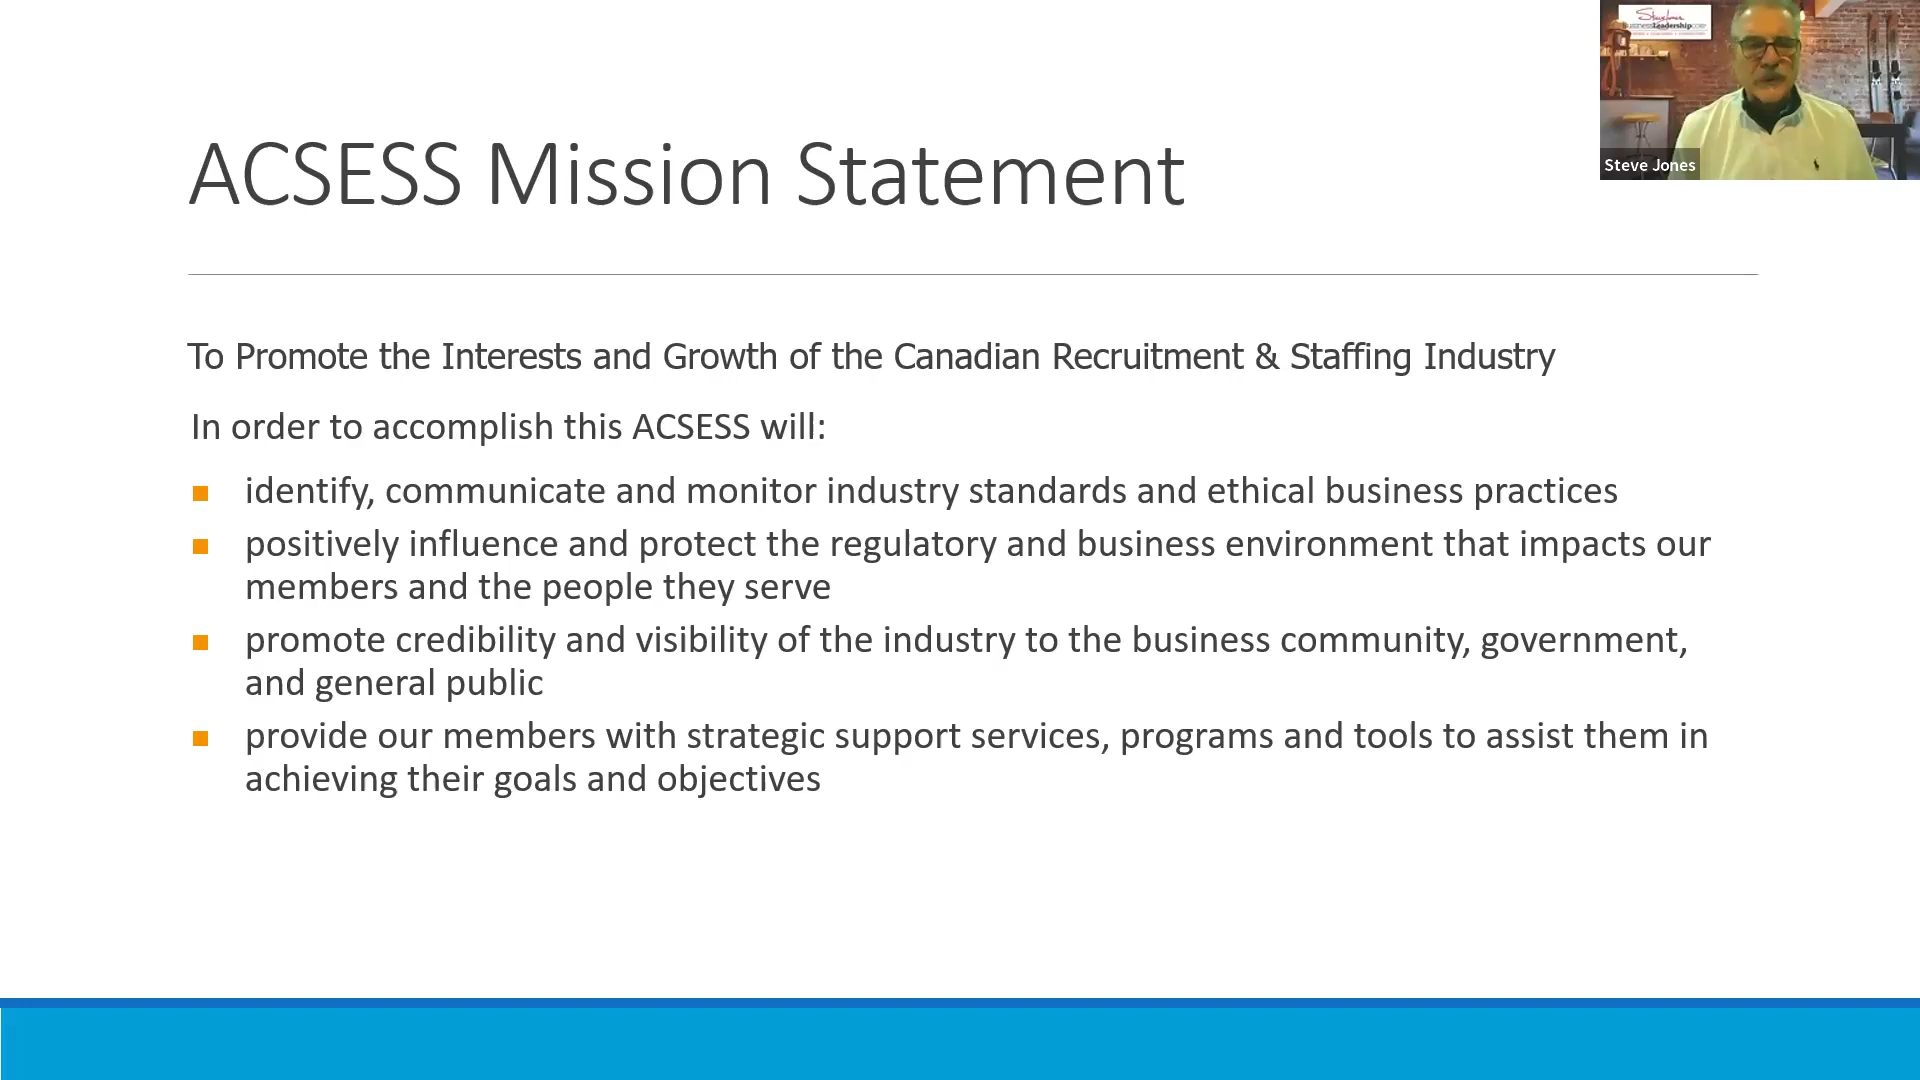 ACSESS Mission Statement
To Promote the Interests and Growth of the Canadian Recruitment & Staffing Industry
In order to accomplish this ACSESS will:
identify, communicate and monitor industry standards and ethical business practices
positively influence and protect the regulatory and business environment that impacts our
members and the people they serve
promote credibility and visibility of the industry to the business community, government,
and general public
provide our members with strategic support services, programs and tools to assist them in
achieving their goals and objectives
Leadership
Steve Jones